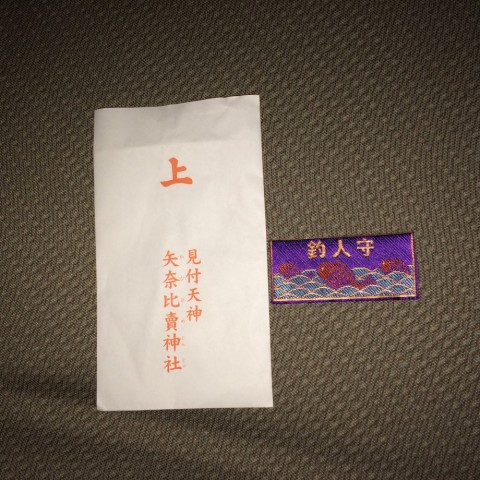 上
見付天神
矢奈比賣神社
釣人守